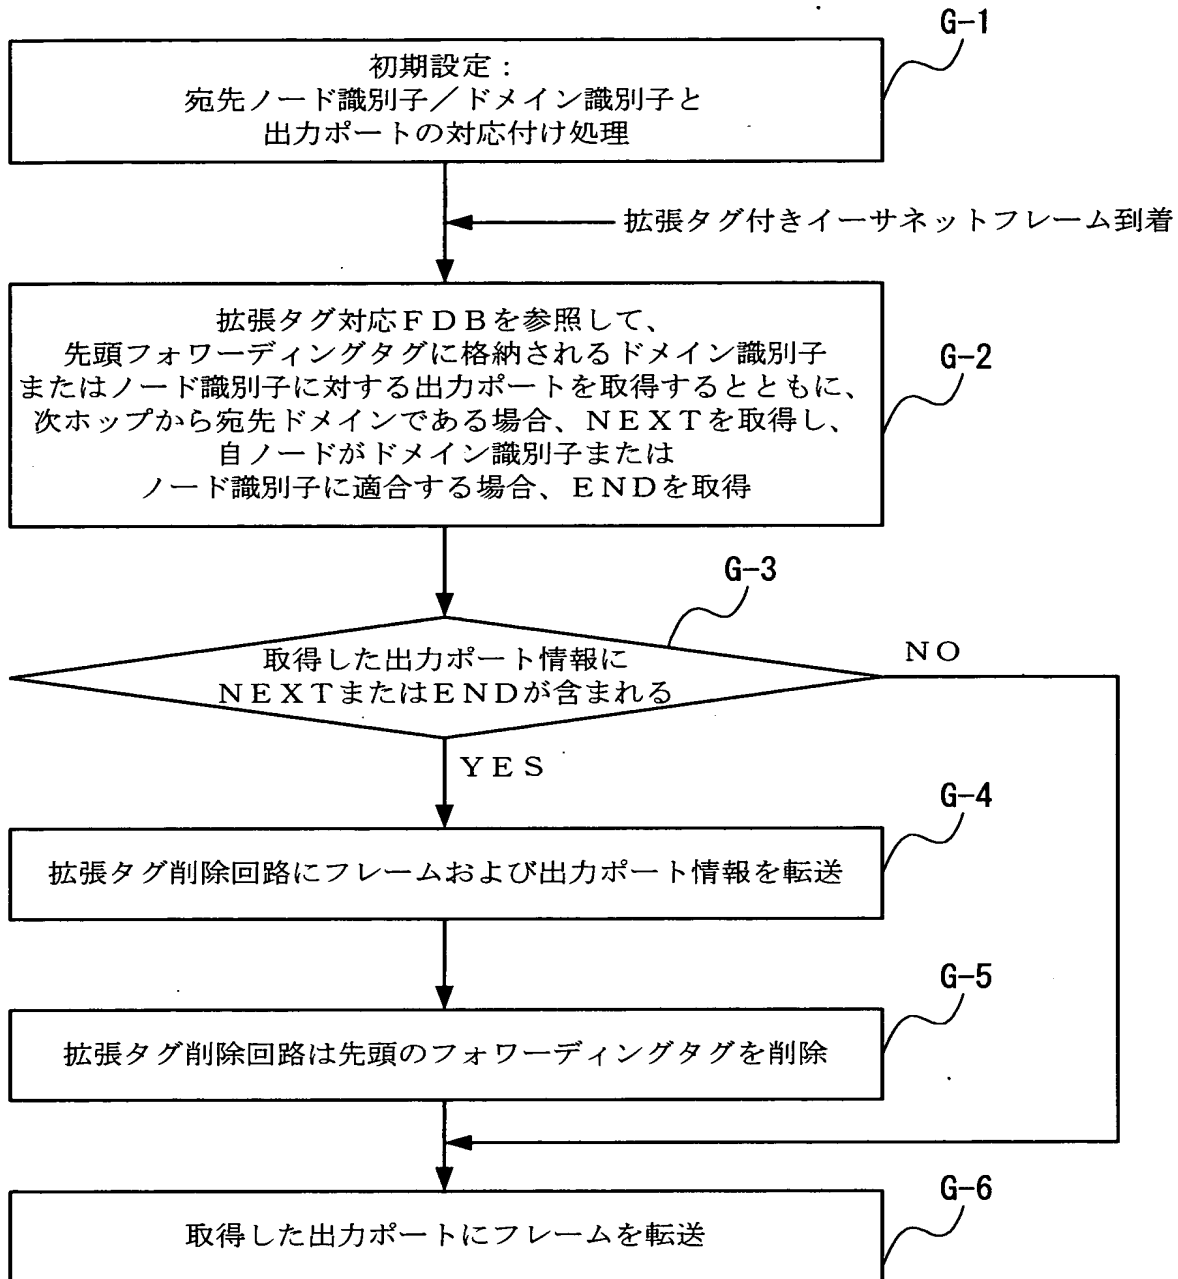 G-1
初期設定：
宛先ノード識別子／ドメイン識別子と
出力ポートの対応付け処理
拡張タグ付きイーサネットフレーム到着
G-2
拡張タグ対応ＦＤＢを参照して、
先頭フォワーディングタグに格納されるドメイン識別子
またはノード識別子に対する出力ポートを取得するとともに、
次ホップから宛先ドメインである場合、ＮＥＸＴを取得し、
自ノードがドメイン識別子または
ノード識別子に適合する場合、ＥＮＤを取得
G-3
取得した出力ポート情報に
ＮＥＸＴまたはＥＮＤが含まれる
ＮＯ
ＹＥＳ
G-4
拡張タグ削除回路にフレームおよび出力ポート情報を転送
G-5
拡張タグ削除回路は先頭のフォワーディングタグを削除
G-6
取得した出力ポートにフレームを転送